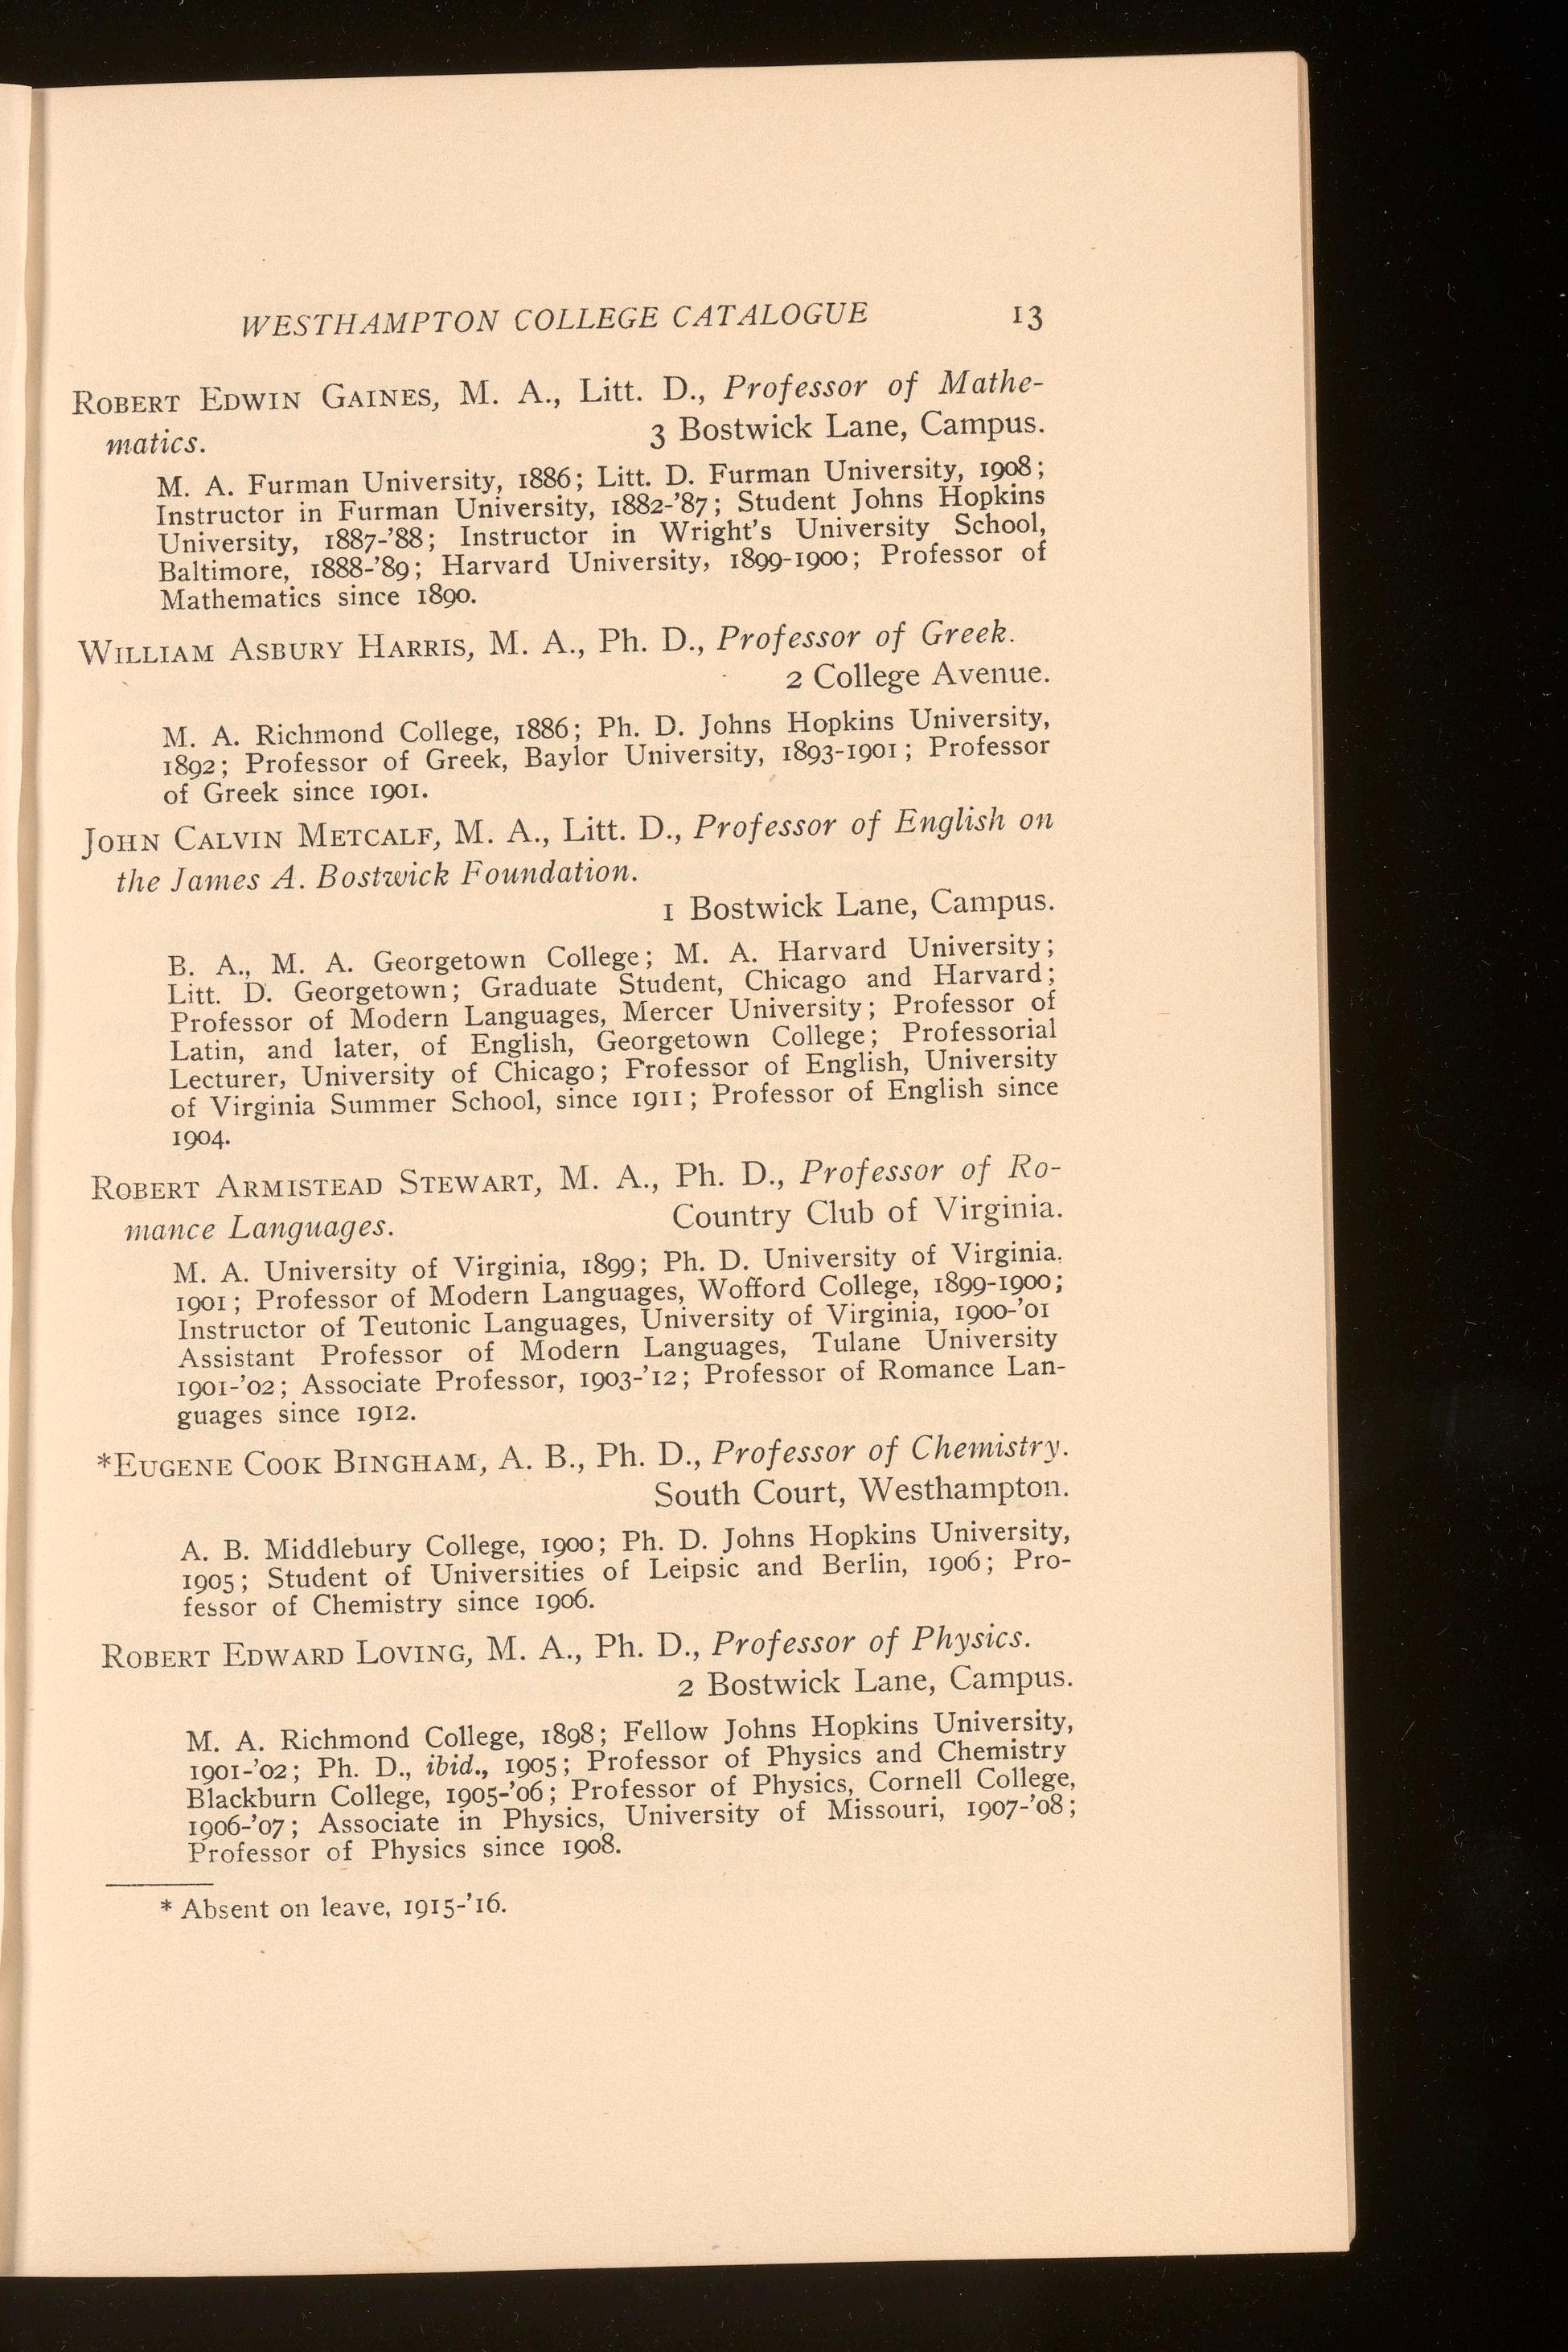 WESTHAMPTON COLLEGE CATALOGUE 13
ROBERT EDWIN GAINES, M. A., Litt. D., Professor of Mathe-
matics. 3 Bostwick Lane, Campus.
M. A. Furman University, 1886; Litt. D. Furman University, 1908;
Instructor in Furman University, 1882-'87; Student Johns Hopkins
University, 1887-'88; Instructor in Wright's University School,
Baltimore, 1888-'89; Harvard University, 1899-1900; Professor of
Mathematics since 1890.
WILLIAM ASBURY HARRIS, M. A., Ph. D., Professor of Greek.
2 College Avenue.
M. A. Richmond College, 1886; Ph. D. Johns Hopkins University,
1892; Professor of Greek, Baylor University, 1893-1901; Professor
of Greek since 1901.
JOHN CALVIN METCALF, M. A., Litt. D., Professor of English on
the James A. Bostwick Foundation.
1 Bostwick Lane, Campus.
B. A., M. A. Georgetown College; M. A. Harvard University;
Litt. D. Georgetown; Graduate Student, Chicago and Harvard;
Professor of Modern Languages, Mercer University; Professor of
Latin, and later, of English, Georgetown College; Professorial
Lecturer, University of Chicago; Professor of English, University
of Virginia Summer School, since 1911; Professor of English since
1904.
ROBERT ARMISTEAD STEWART, M. A., Ph. D., Professor of Ro-
mance Languages. Country Club of Virginia.
M. A. University of Virginia, 1899; Ph. D. University of Virginia,
1901; Professor of Modern Languages, Wofford College, 1899-1900;
Instructor of Teutonic Languages, University of Virginia, 1900-'01
Assistant Professor of Modern Languages, Tulane University
1901-'02; Associate Professor, 1903-'12; Professor of Romance Lan-
guages since 1912.
*EUGENE COOK BINGHAM, A. B., Ph. D., Professor of Chemistry.
South Court, Westhampton.
A. B. Middlebury College, 1900; Ph. D. Johns Hopkins University,
1905; Student of Universities of Leipsic and Berlin, 1906; Pro-
fessor of Chemistry since 1906.
ROBERT EDWARD LOVING, M. A., Ph. D., Professor of Physics.
2 Bostwick Lane, Campus.
M. A. Richmond College, 1898; Fellow Johns Hopkins University,
1901-'02; Ph. D., ibid., 1905; Professor of Physics and Chemistry
Blackburn College, 1905-'06; Professor of Physics, Cornell College,
1906-'07; Associate in Physics, University of Missouri, 1907-'08;
Professor of Physics since 1908.
* Absent on leave, 1915-'16.